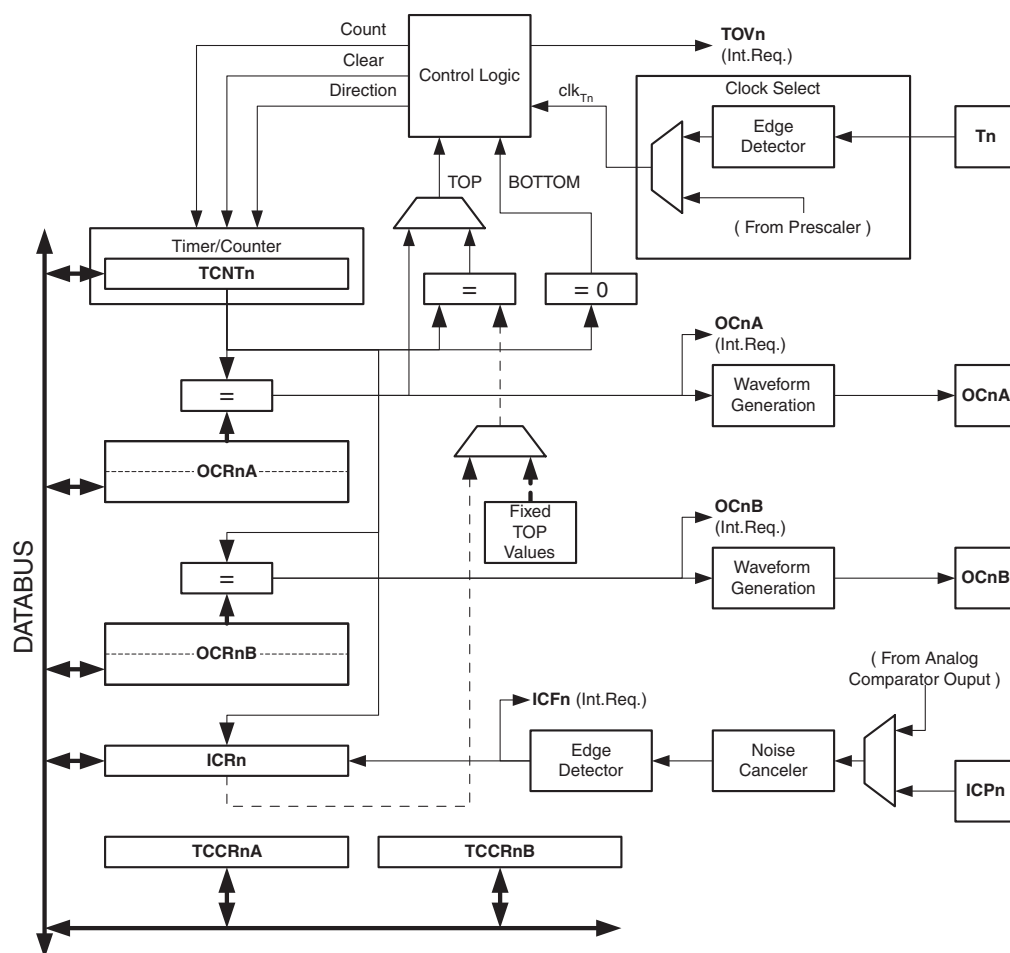 Count
Clear
Direction
Control Logic
TOVn
(Int.Req.)
clkTn
Clock Select
Edge
Detector
Tn
( From Prescaler )
TOP
BOTTOM
Timer/Counter
TCNTn
=
= 0
OCnA
(Int.Req.)
=
Waveform
Generation
OCnA
OCRnA
Fixed
TOP
Values
OCnB
(Int.Req.)
=
Waveform
Generation
OCnB
DATABUS
OCRnB
( From Analog
Comparator Ouput )
ICFn (Int.Req.)
ICRn
Edge
Detector
Noise
Canceler
ICPn
TCCRnA
TCCRnB